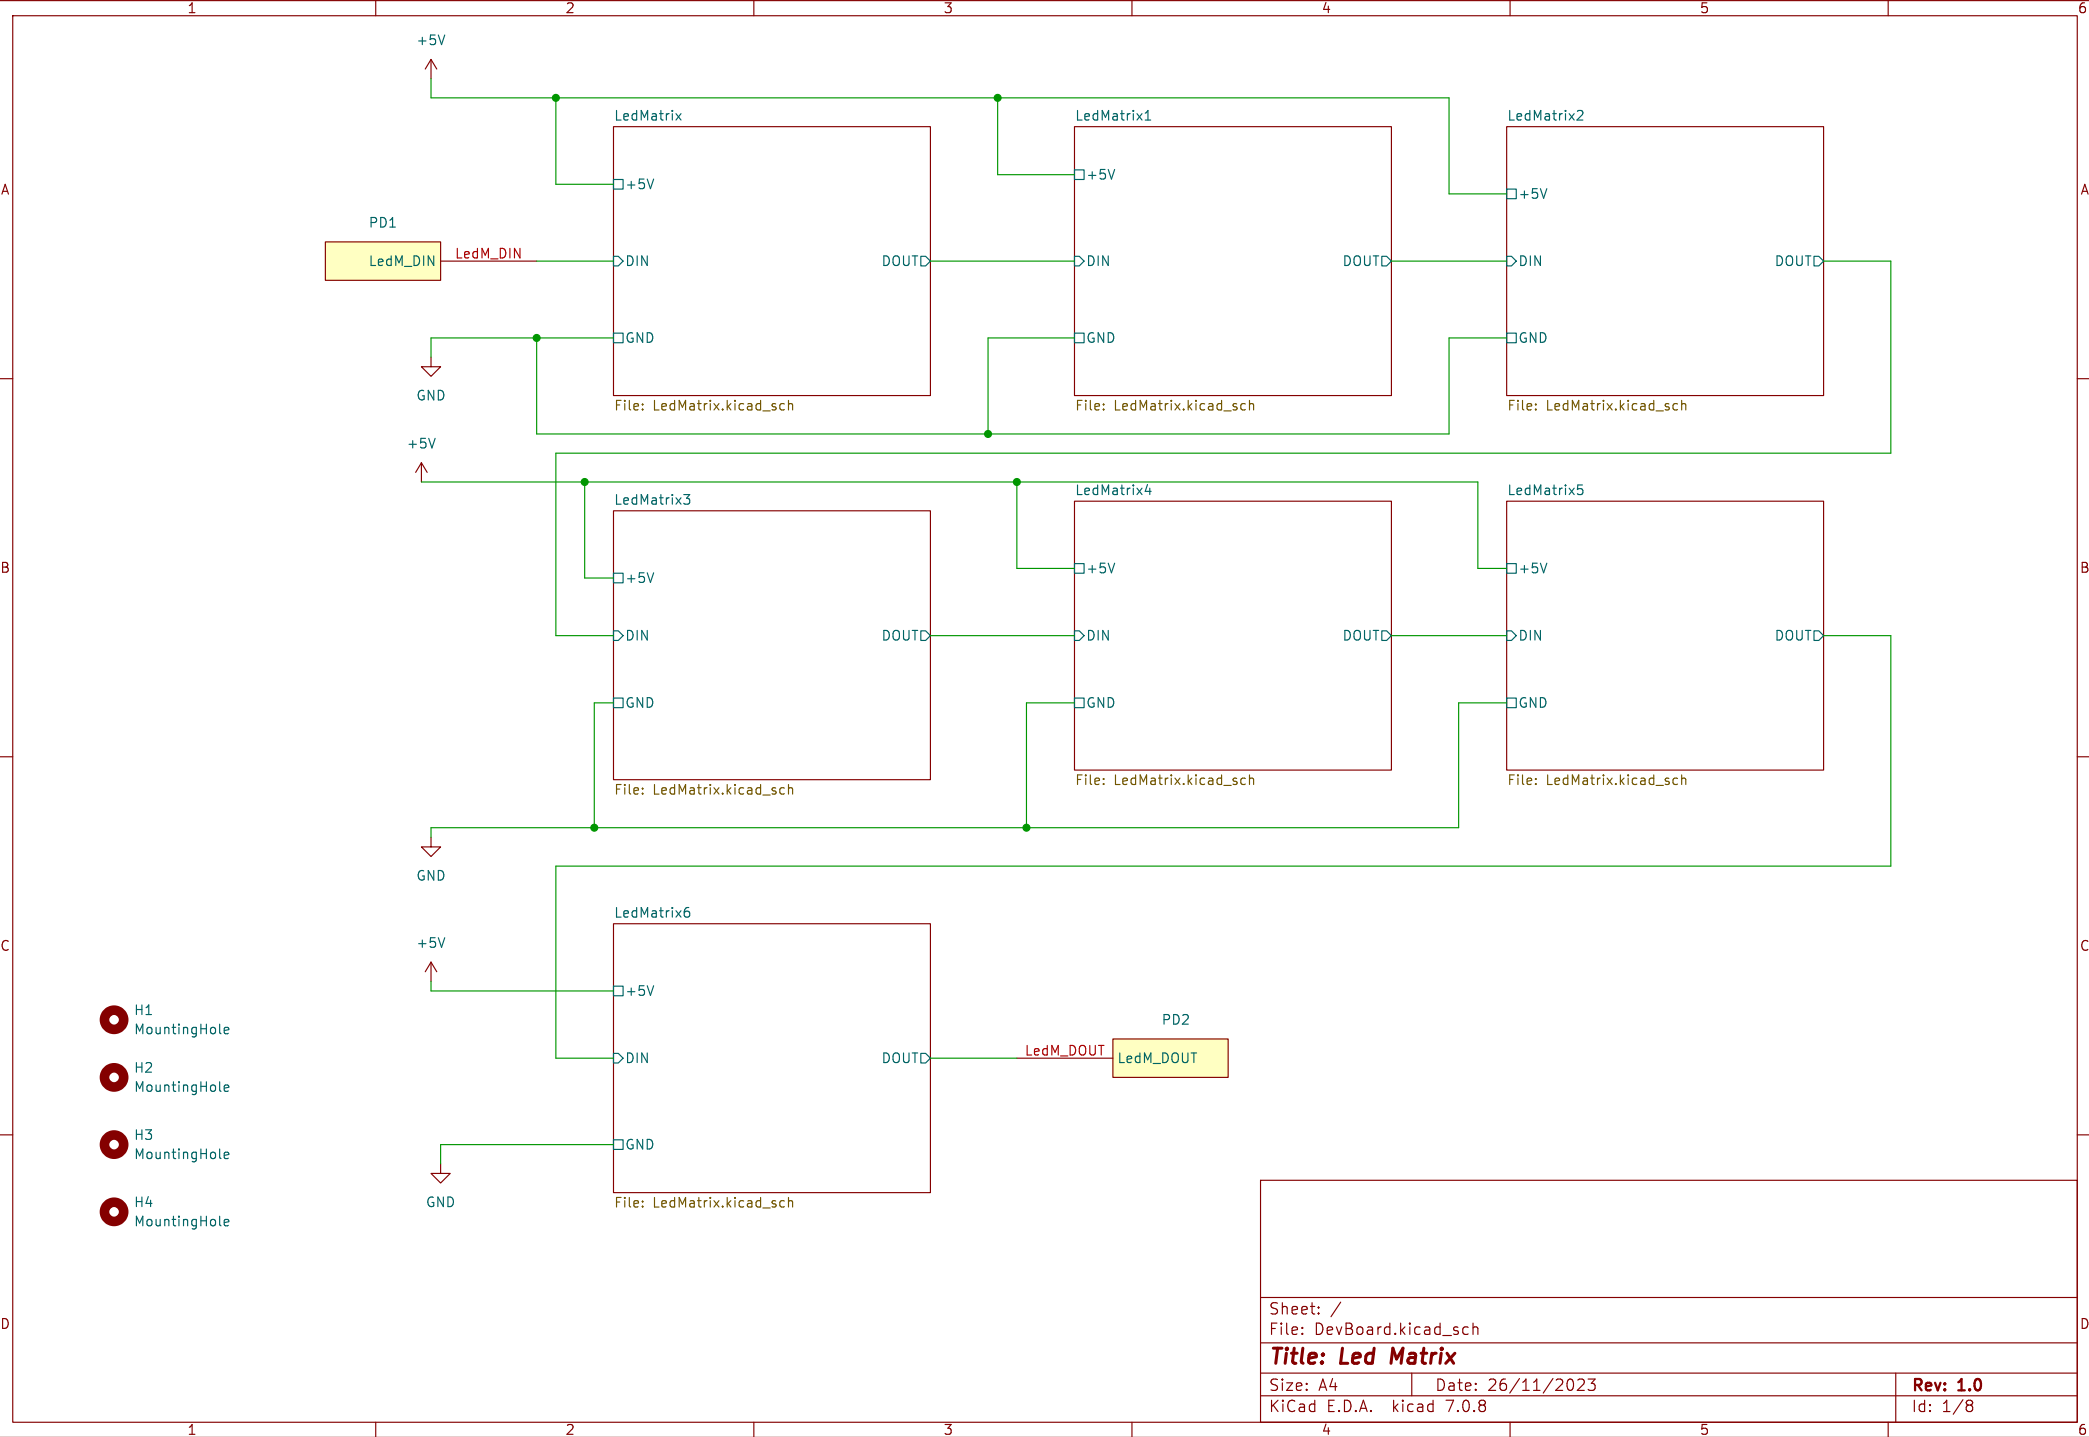 1 2 3 4 5 6
+5V
LedMatrix LedMatrix1 LedMatrix2
+5V +5V +5V
A A
PD1
LedM_DIN LedM_DIN DIN DOUT DIN DOUT DIN DOUT
GND GND GND
GND
File: LedMatrix.kicad_sch File: LedMatrix.kicad_sch File: LedMatrix.kicad_sch
+5V
LedMatrix3 LedMatrix4 LedMatrix5
B B
+5V +5V +5V
DIN DOUT DIN DOUT DIN DOUT
GND GND GND
File: LedMatrix.kicad_sch File: LedMatrix.kicad_sch File: LedMatrix.kicad_sch
GND
LedMatrix6
+5V
C C
+5V
H1
MountingHole
PD2
DIN DOUT LedM_DOUT LedM_DOUT
H2
MountingHole
H3
MountingHole
GND
GND
File: LedMatrix.kicad_sch
H4
MountingHole
Sheet: /
File: DevBoard.kicad_sch
D D
Title: Led Matrix
Size: A4 Date: 26/11/2023 Rev: 1.0
KiCad E.D.A. kicad 7.0.8 Id: 1/8
1 2 3 4 5 6